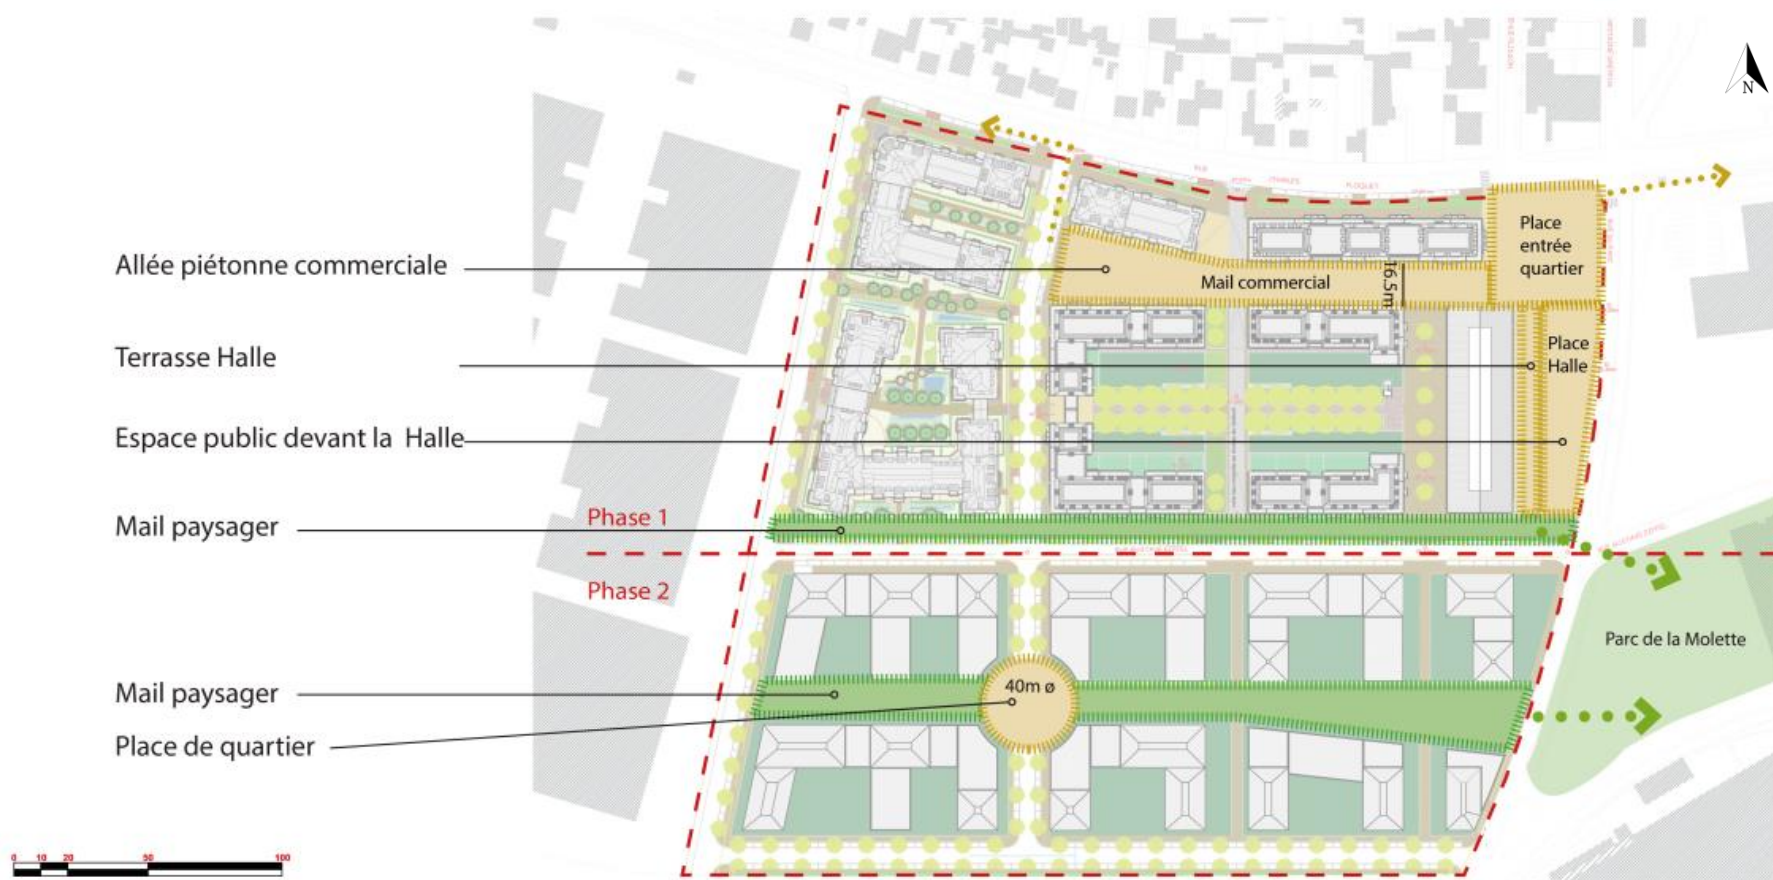 N
Allée piétonne commerciale
Terrasse Halle
Espace public devant la Halle
Mail paysager
Phase 1
Phase 2
Mail paysager
Place de quartier
Place
entrée
quartier
Mail commercial
16.5m
Place
Halle
40m ø
Parc de la Molette
0 10 20 50 100